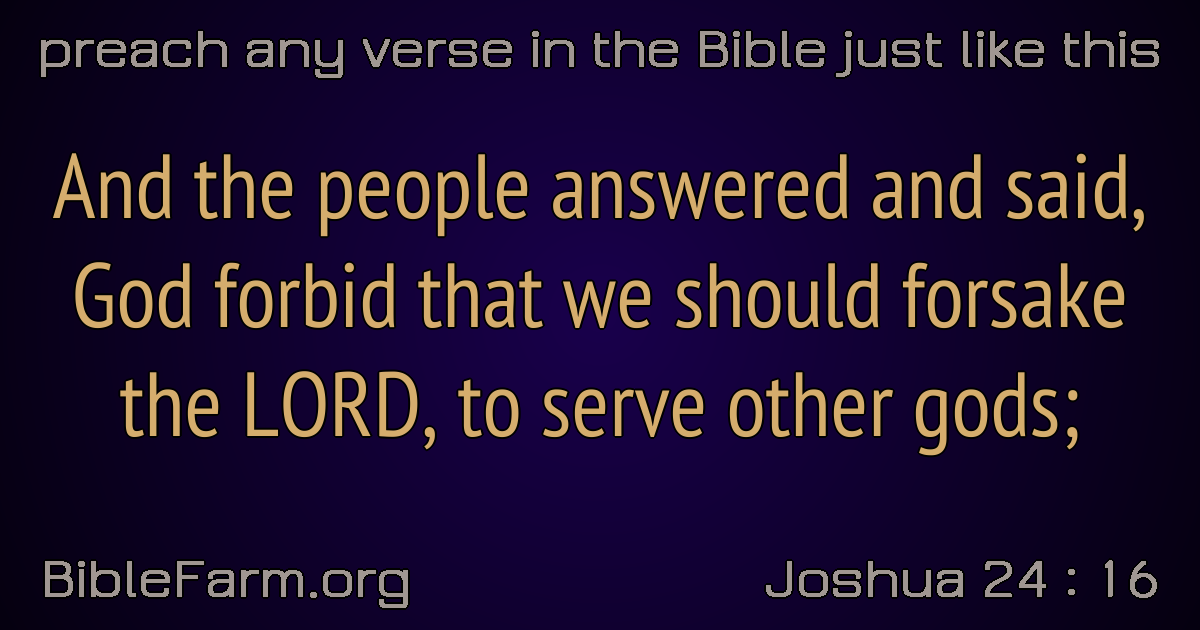 preach any verse in the Bible just like this
And the people answered and said,
God forbid that we should forsake
the LORD, to serve other gods;
BibleFarm.org
Joshua 24 : 16